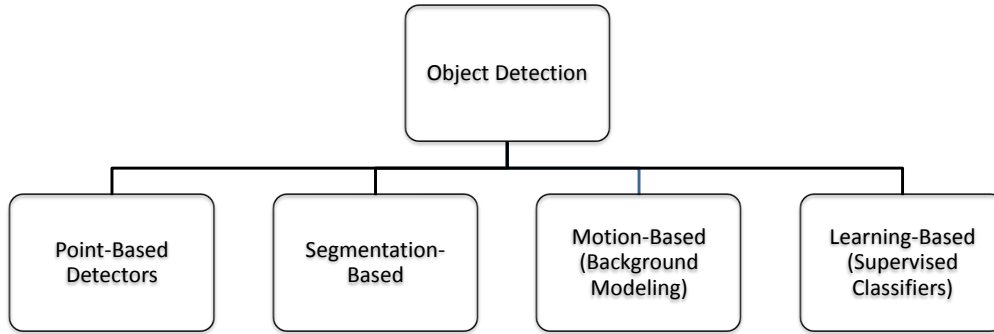 Object Detection
Point-Based
Detectors
Segmentation-
Based
Motion-Based
(Background
Modeling)
Learning-Based
(Supervised
Classifiers)